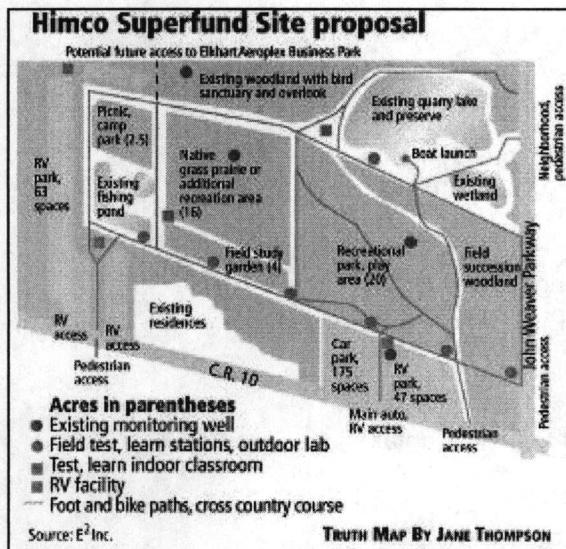 Himco Superfund Site proposal
Potential future access to Elkhart Aeroplex Business Park
Existing woodland with bird
sanctuary and overlook
Existing quarry lake
and preserve
Neighborhood,
pedestrian access
Picnic,
camp
park (2.5)
Boat launch
Native
grass prairie or
additional
recreation area
(16)
RV
park,
63
spaces
Existing
fishing
pond
Existing
wetland
Field study
garden (4)
Recreational
park, play
area (20)
Field
succession
woodland
John Weaver Parkway
Existing
residences
RV
access
RV
access
Pedestrian
access
C.R. 10
Car
park,
175
spaces
RV
park,
47 spaces
Main auto,
RV access
Pedestrian
access
Pedestrian access
Acres in parentheses
Existing monitoring well
Field test, learn stations, outdoor lab
Test, learn indoor classroom
RV facility
Foot and bike paths, cross country course
Source: E² Inc.
TRUTH MAP BY JANE THOMPSON